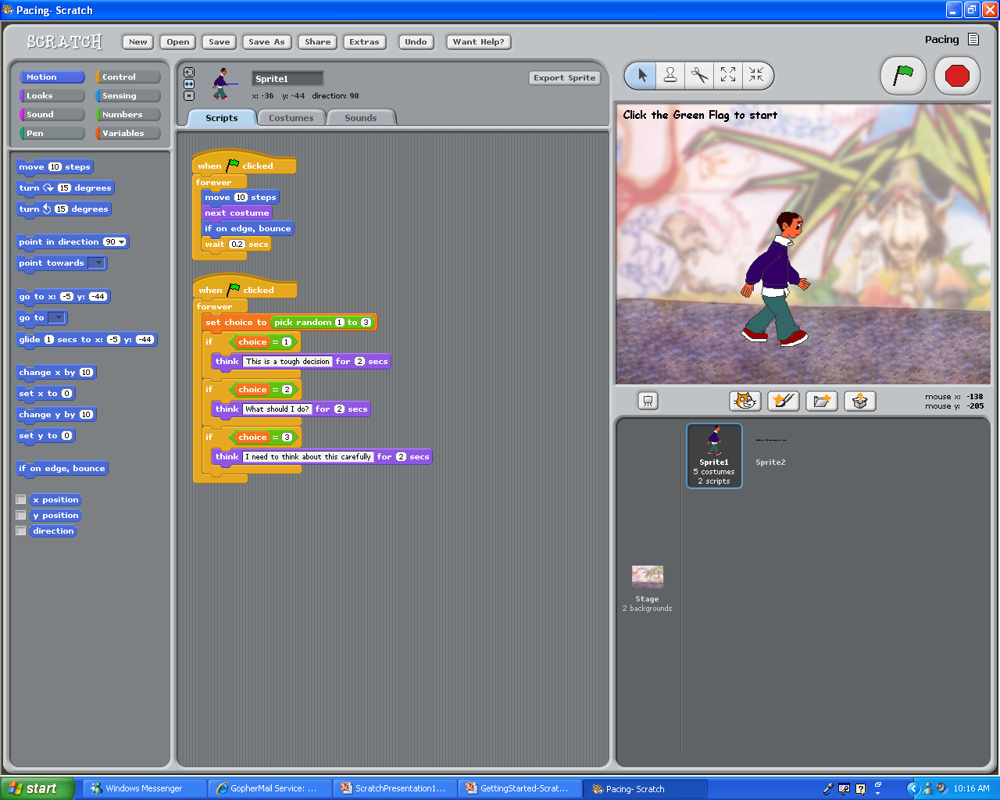 Pacing- Scratch
SCRATCH
New Open Save Save As Share Extras Undo Want Help?
Pacing
Motion Control
Looks Sensing
Sound Numbers
Pen Variables
Sprite1
x: -36 y: -44 direction: 90
Export Sprite
Scripts Costumes Sounds
move 10 steps
turn 15 degrees
turn 15 degrees
point in direction 90
point towards
go to x: -5 y: -44
go to
glide 1 secs to x: -5 y: -44
change x by 10
set x to 0
change y by 10
set y to 0
if on edge, bounce
x position
y position
direction
when clicked
forever
move 10 steps
next costume
if on edge, bounce
wait 0.2 secs
when clicked
forever
set choice to pick random 1 to 3
if choice = 1
think This is a tough decision for 2 secs
if choice = 2
think What should I do? for 2 secs
if choice = 3
think I need to think about this carefully for 2 secs
Click the Green Flag to start
mouse x: -138
mouse y: -205
Sprite1
5 costumes
2 scripts
Sprite2
Stage
2 backgrounds
start
Windows Messenger
GopherMail Service: ...
ScratchPresentation1...
GettingStarted-Scrat...
Pacing- Scratch
10:16 AM